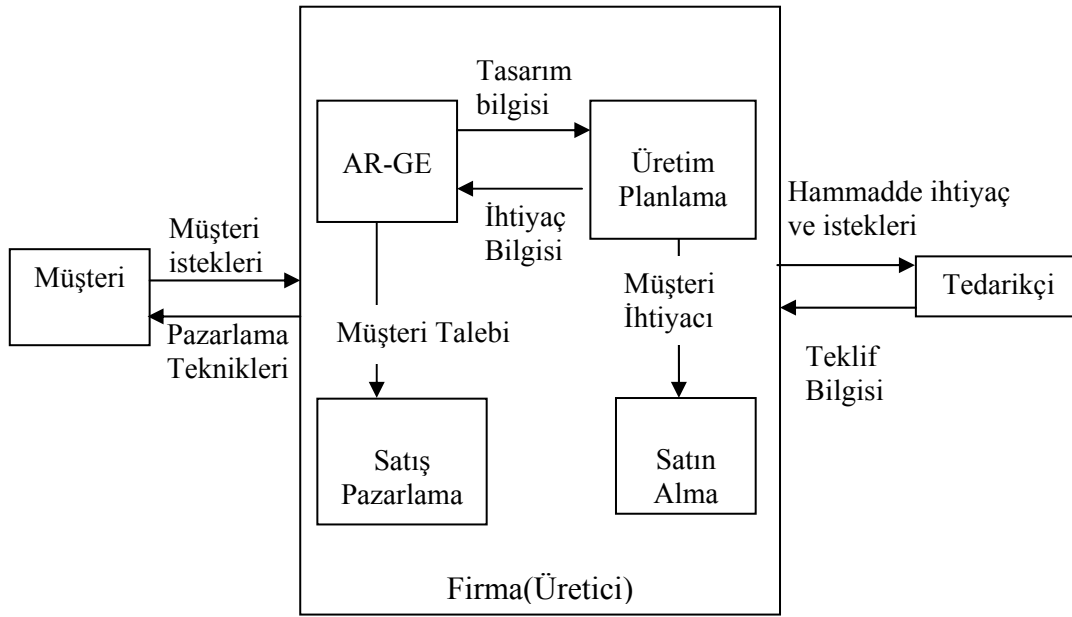 Tasarım
bilgisi
AR-GE
Üretim
Planlama
İhtiyaç
Bilgisi
Hammadde ihtiyaç
ve istekleri
Müşteri
istekleri
Müşteri
Tedarikçi
Müşteri
İhtiyacı
Pazarlama
Teknikleri
Müşteri Talebi
Teklif
Bilgisi
Satış
Pazarlama
Satın
Alma
Firma(Üretici)